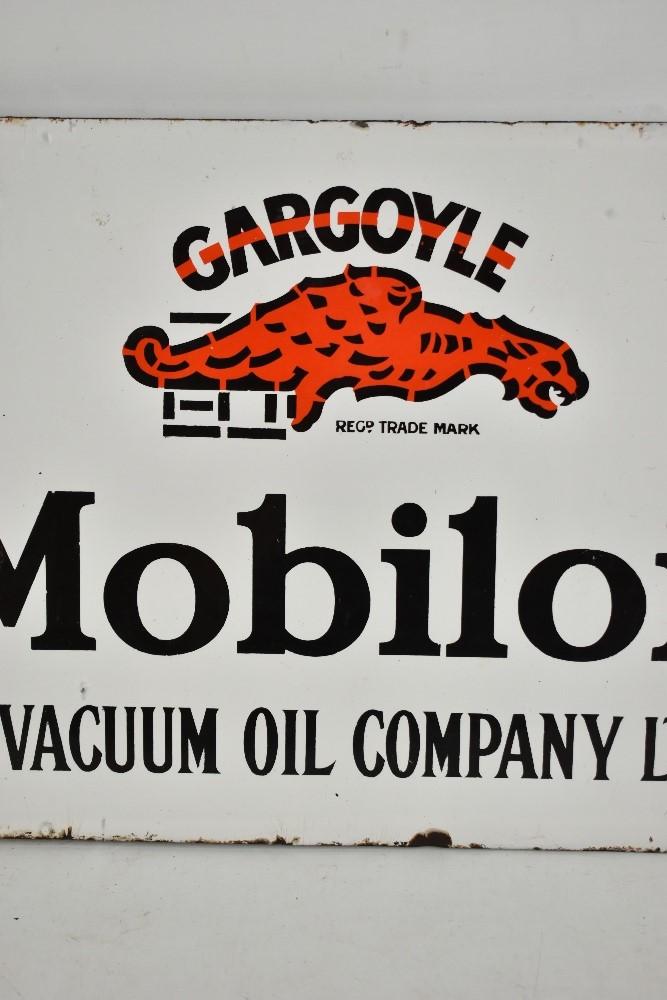 GARGOYLE
REGD TRADE MARK
Mobilo
VACUUM OIL COMPANY